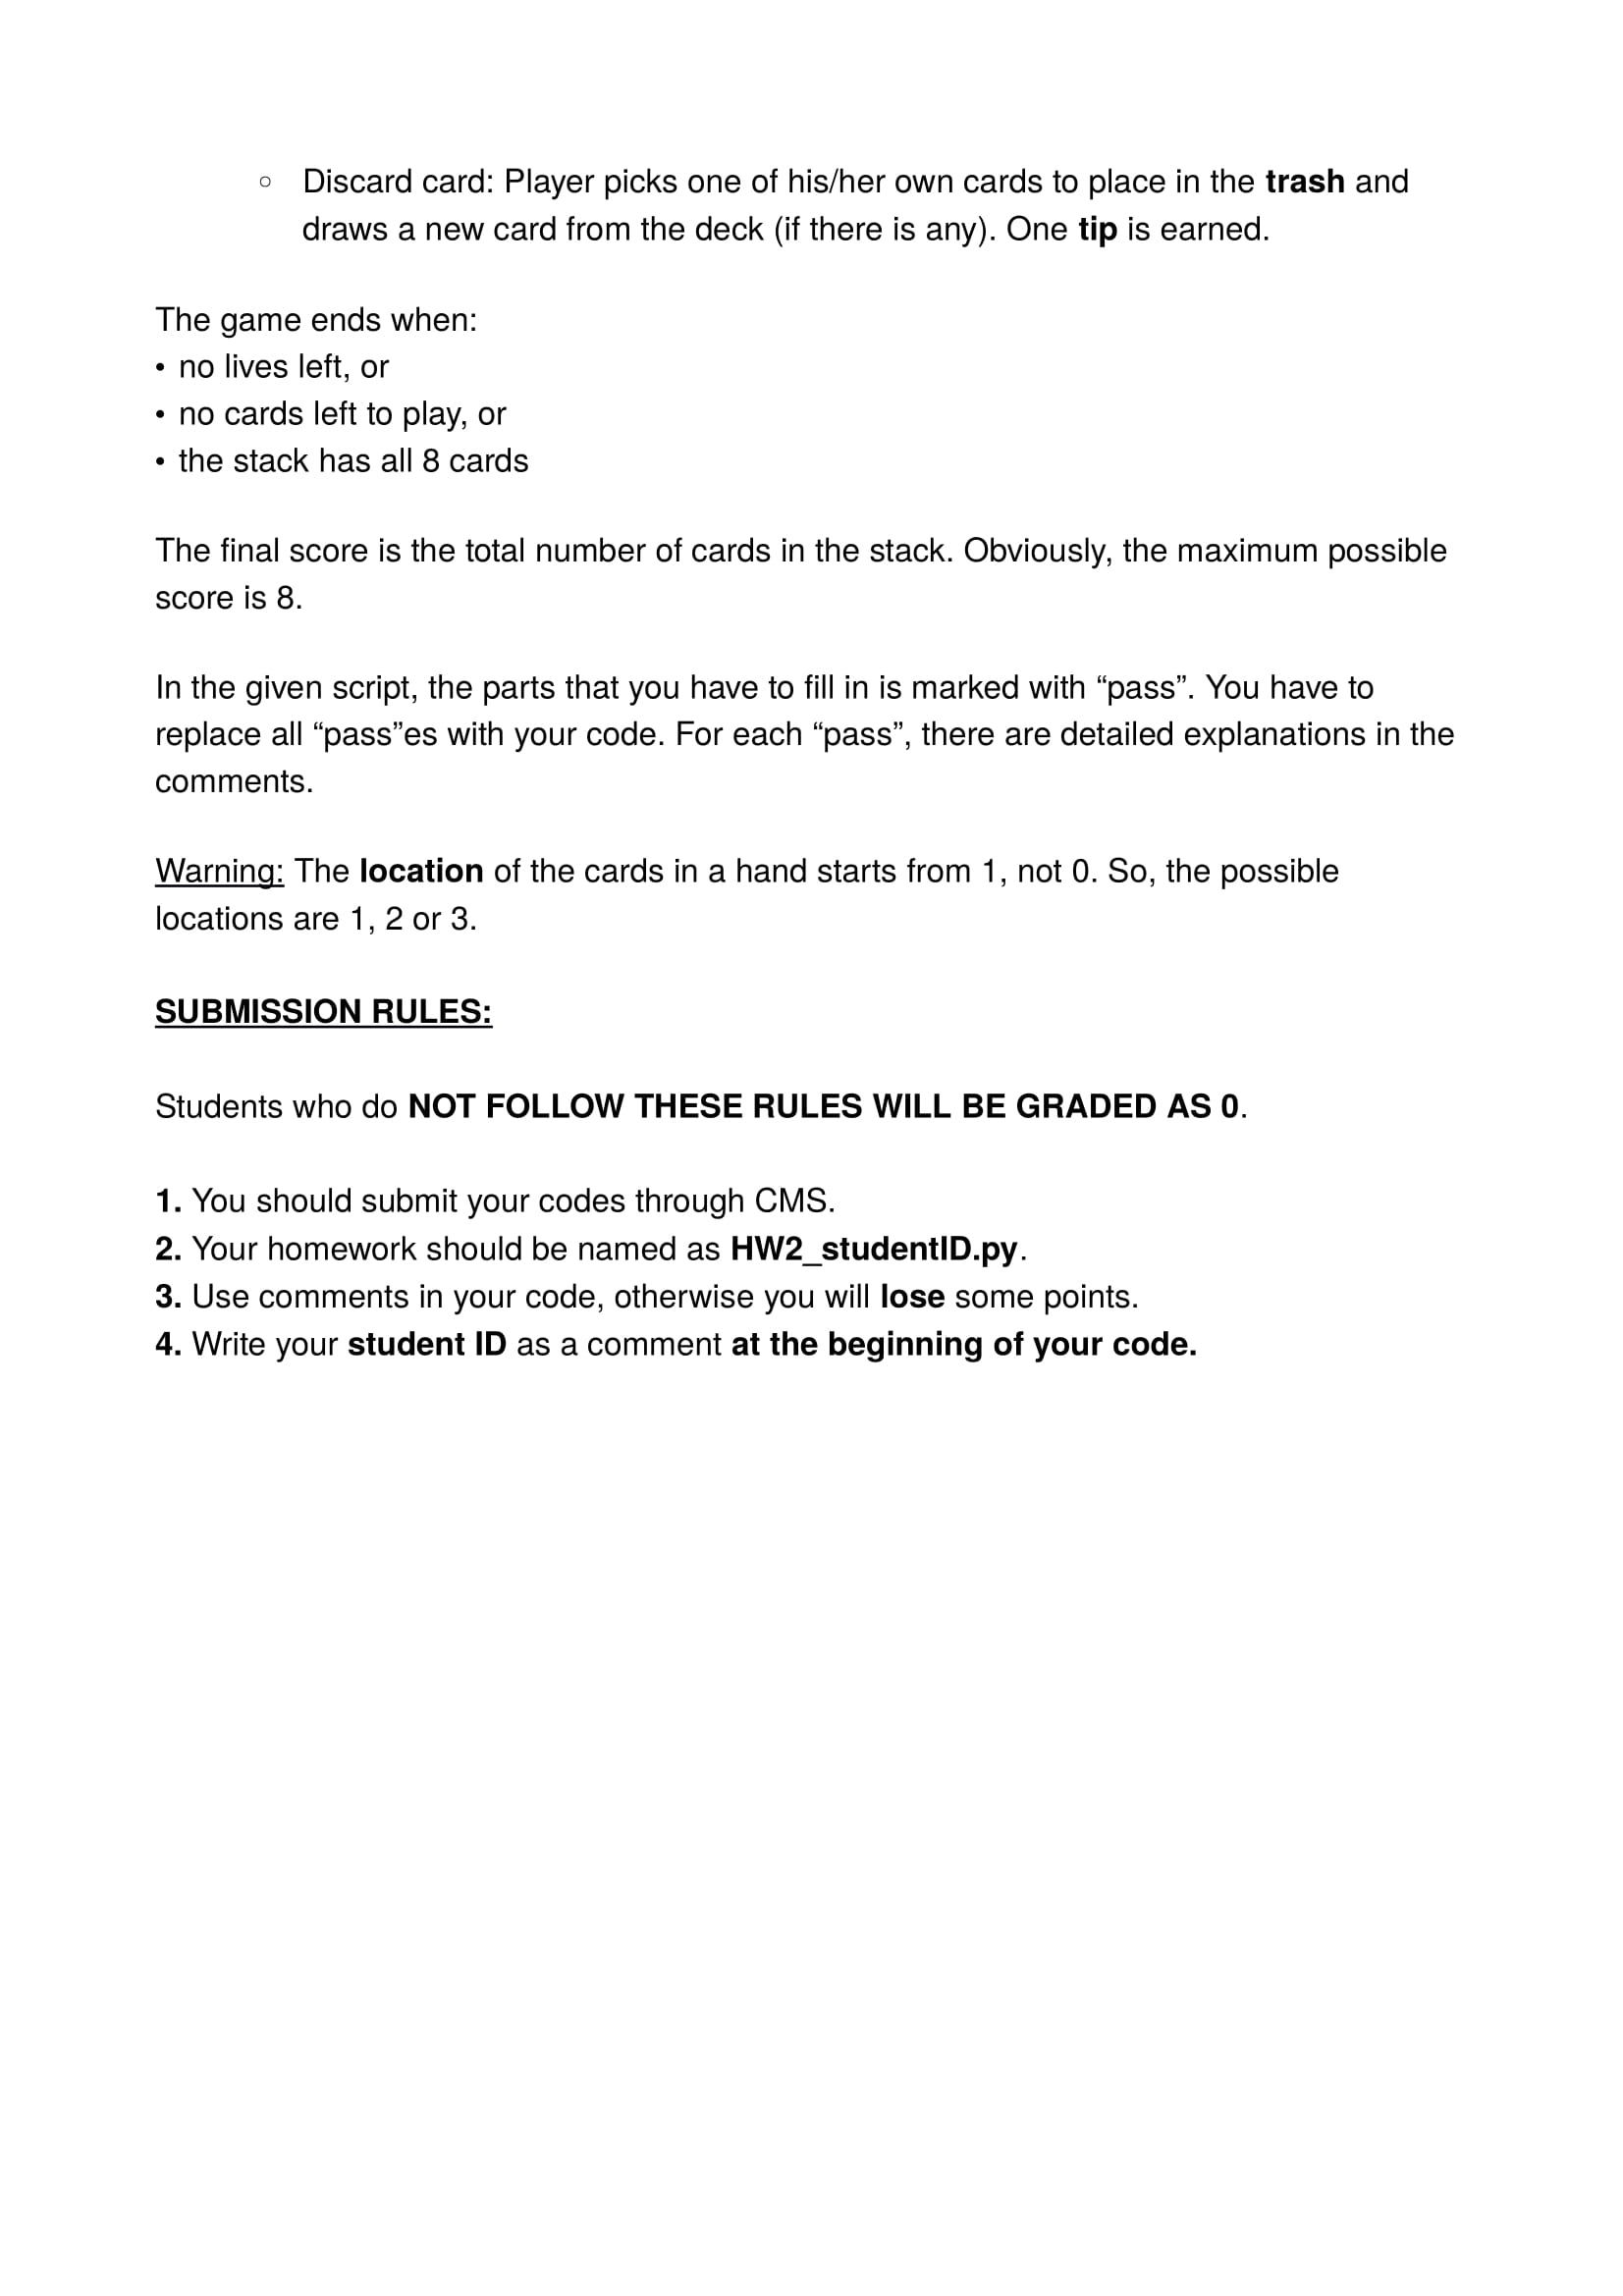 ◦ Discard card: Player picks one of his/her own cards to place in the trash and
draws a new card from the deck (if there is any). One tip is earned.
The game ends when:
• no lives left, or
• no cards left to play, or
• the stack has all 8 cards
The final score is the total number of cards in the stack. Obviously, the maximum possible
score is 8.
In the given script, the parts that you have to fill in is marked with “pass”. You have to
replace all “pass”es with your code. For each “pass”, there are detailed explanations in the
comments.
Warning: The location of the cards in a hand starts from 1, not 0. So, the possible
locations are 1, 2 or 3.
SUBMISSION RULES:
Students who do NOT FOLLOW THESE RULES WILL BE GRADED AS 0.
1. You should submit your codes through CMS.
2. Your homework should be named as HW2_studentID.py.
3. Use comments in your code, otherwise you will lose some points.
4. Write your student ID as a comment at the beginning of your code.